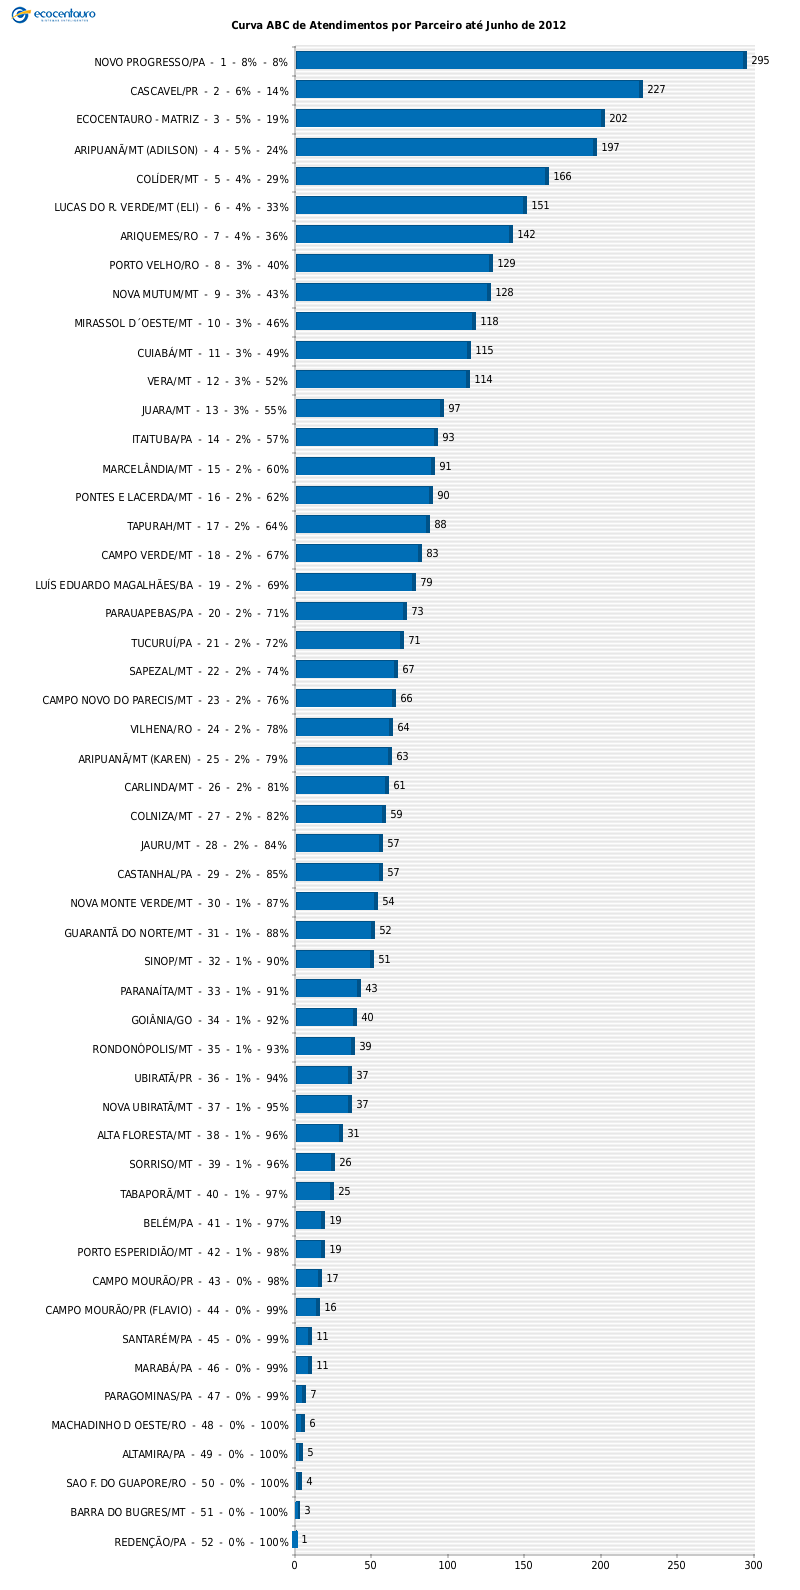 ecocentauro
Curva ABC de Atendimentos por Parceiro até Junho de 2012
NOVO PROGRESSO/PA - 1 - 8% - 8% 295
CASCAVEL/PR - 2 - 6% - 14% 227
ECOCENTAURO - MATRIZ - 3 - 5% - 19% 202
ARIPUANÃ/MT (ADILSON) - 4 - 5% - 24% 197
COLÍDER/MT - 5 - 4% - 29% 166
LUCAS DO R. VERDE/MT (ELI) - 6 - 4% - 33% 151
ARIQUEMES/RO - 7 - 4% - 36% 142
PORTO VELHO/RO - 8 - 3% - 40% 129
NOVA MUTUM/MT - 9 - 3% - 43% 128
MIRASSOL D´OESTE/MT - 10 - 3% - 46% 118
CUIABÁ/MT - 11 - 3% - 49% 115
VERA/MT - 12 - 3% - 52% 114
JUARA/MT - 13 - 3% - 55% 97
ITAITUBA/PA - 14 - 2% - 57% 93
MARCELÂNDIA/MT - 15 - 2% - 60% 91
PONTES E LACERDA/MT - 16 - 2% - 62% 90
TAPURAH/MT - 17 - 2% - 64% 88
CAMPO VERDE/MT - 18 - 2% - 67% 83
LUÍS EDUARDO MAGALHÃES/BA - 19 - 2% - 69% 79
PARAUAPEBAS/PA - 20 - 2% - 71% 73
TUCURUÍ/PA - 21 - 2% - 72% 71
SAPEZAL/MT - 22 - 2% - 74% 67
CAMPO NOVO DO PARECIS/MT - 23 - 2% - 76% 66
VILHENA/RO - 24 - 2% - 78% 64
ARIPUANÃ/MT (KAREN) - 25 - 2% - 79% 63
CARLINDA/MT - 26 - 2% - 81% 61
COLNIZA/MT - 27 - 2% - 82% 59
JAURU/MT - 28 - 2% - 84% 57
CASTANHAL/PA - 29 - 2% - 85% 57
NOVA MONTE VERDE/MT - 30 - 1% - 87% 54
GUARANTÃ DO NORTE/MT - 31 - 1% - 88% 52
SINOP/MT - 32 - 1% - 90% 51
PARANAÍTA/MT - 33 - 1% - 91% 43
GOIÂNIA/GO - 34 - 1% - 92% 40
RONDONÓPOLIS/MT - 35 - 1% - 93% 39
UBIRATÃ/PR - 36 - 1% - 94% 37
NOVA UBIRATÃ/MT - 37 - 1% - 95% 37
ALTA FLORESTA/MT - 38 - 1% - 96% 31
SORRISO/MT - 39 - 1% - 96% 26
TABAPORÃ/MT - 40 - 1% - 97% 25
BELÉM/PA - 41 - 1% - 97% 19
PORTO ESPERIDIÃO/MT - 42 - 1% - 98% 19
CAMPO MOURÃO/PR - 43 - 0% - 98% 17
CAMPO MOURÃO/PR (FLAVIO) - 44 - 0% - 99% 16
SANTARÉM/PA - 45 - 0% - 99% 11
MARABÁ/PA - 46 - 0% - 99% 11
PARAGOMINAS/PA - 47 - 0% - 99% 7
MACHADINHO D OESTE/RO - 48 - 0% - 100% 6
ALTAMIRA/PA - 49 - 0% - 100% 5
SAO F. DO GUAPORE/RO - 50 - 0% - 100% 4
BARRA DO BUGRES/MT - 51 - 0% - 100% 3
REDENÇÃO/PA - 52 - 0% - 100% 1
0 50 100 150 200 250 300